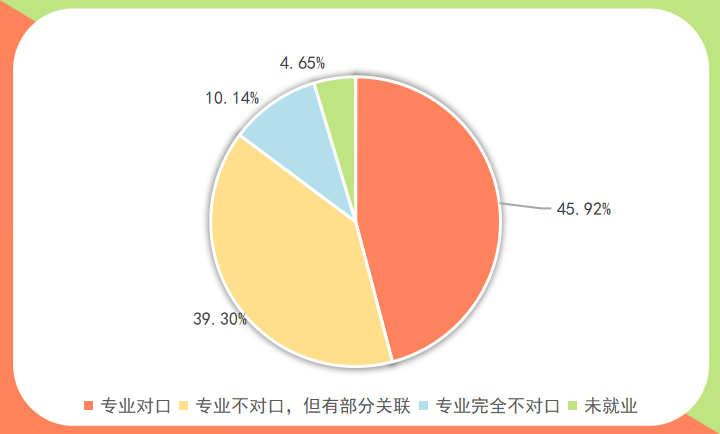 4.65%
10.14%
45.92%
39.30%
专业对口 专业不对口，但有部分关联 专业完全不对口 未就业